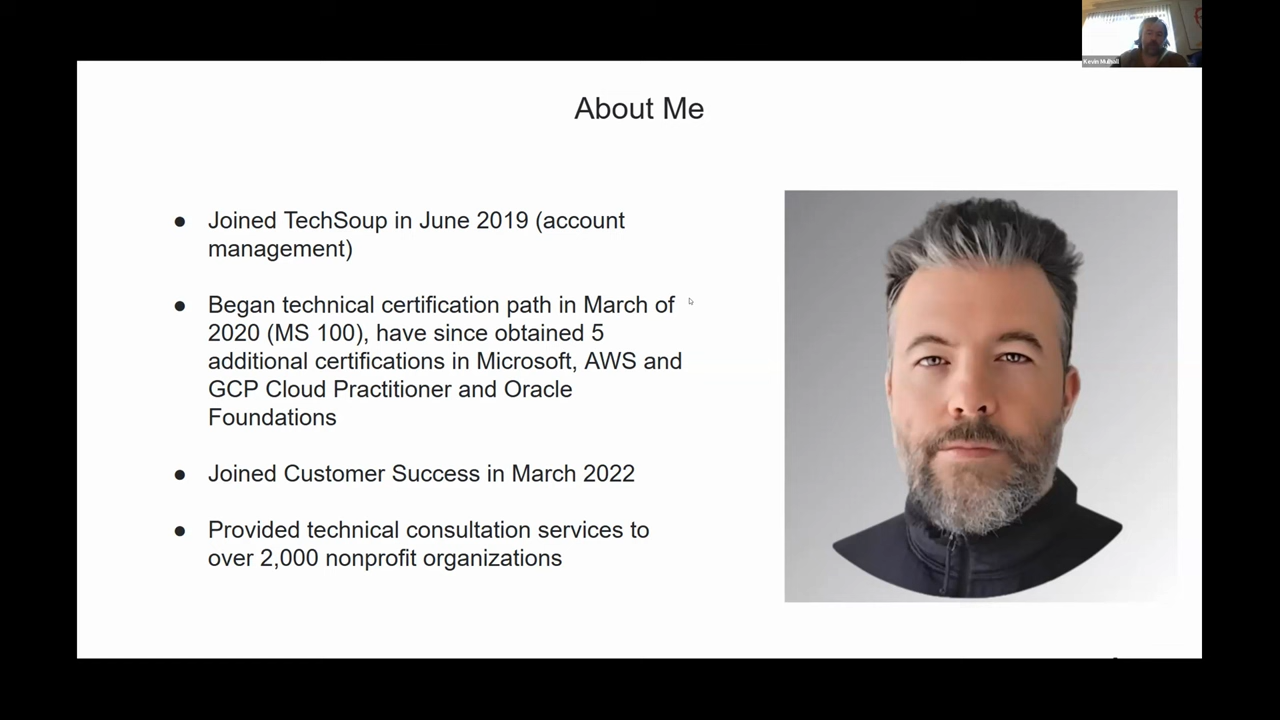 Kevin Mulhall
About Me
● Joined TechSoup in June 2019 (account
management)
● Began technical certification path in March of
2020 (MS 100), have since obtained 5
additional certifications in Microsoft, AWS and
GCP Cloud Practitioner and Oracle
Foundations
● Joined Customer Success in March 2022
● Provided technical consultation services to
over 2,000 nonprofit organizations